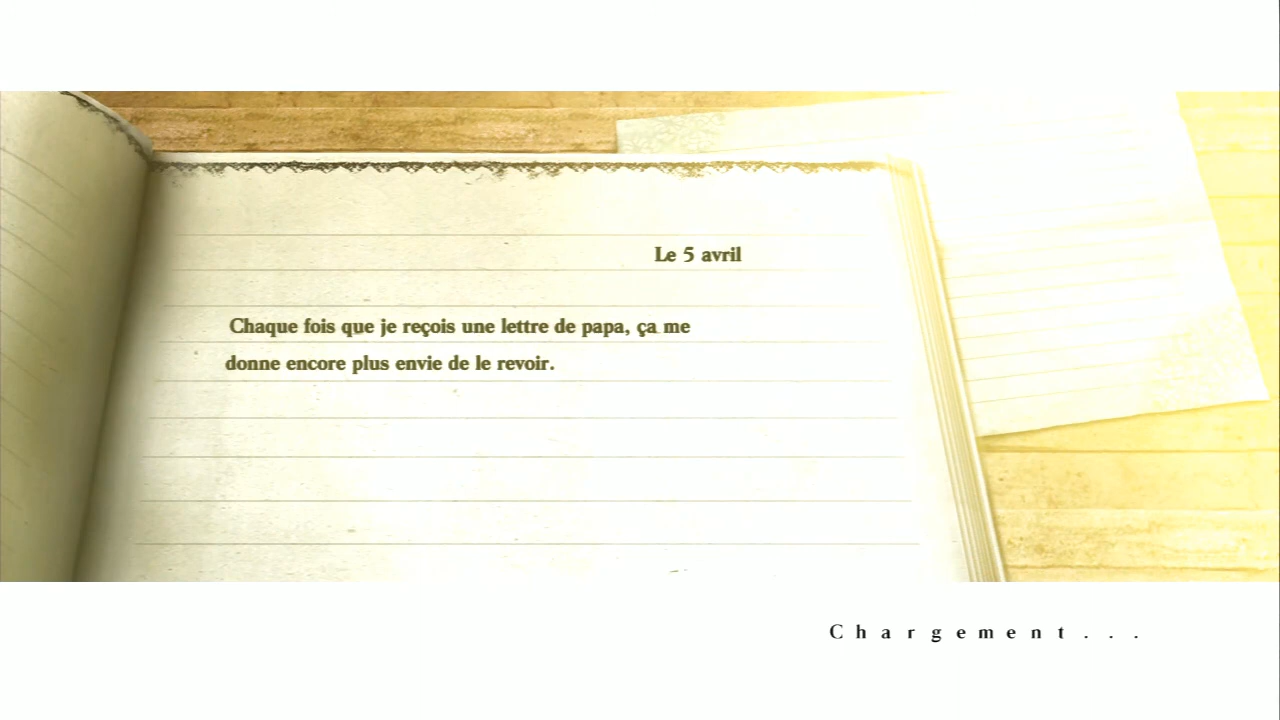 Le 5 avril
Chaque fois que je reçois une lettre de papa, ça me
donne encore plus envie de le revoir.
Chargement...